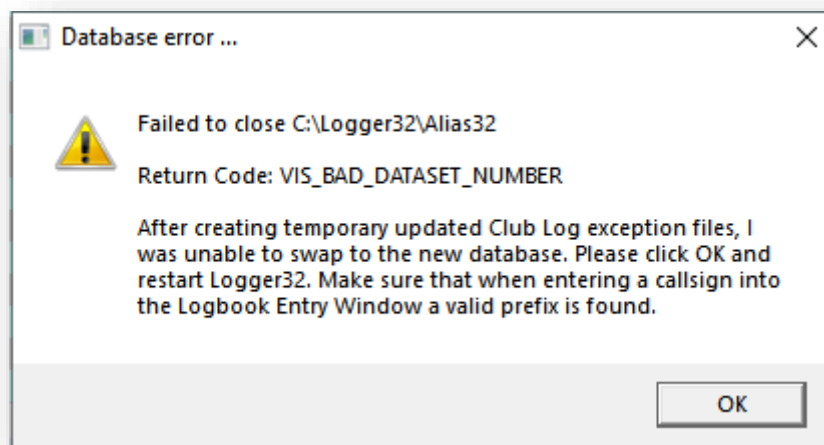 Database error ...
Failed to close C:\Logger32\Alias32
Return Code: VIS_BAD_DATASET_NUMBER
After creating temporary updated Club Log exception files, I
was unable to swap to the new database. Please click OK and
restart Logger32. Make sure that when entering a callsign into
the Logbook Entry Window a valid prefix is found.
OK